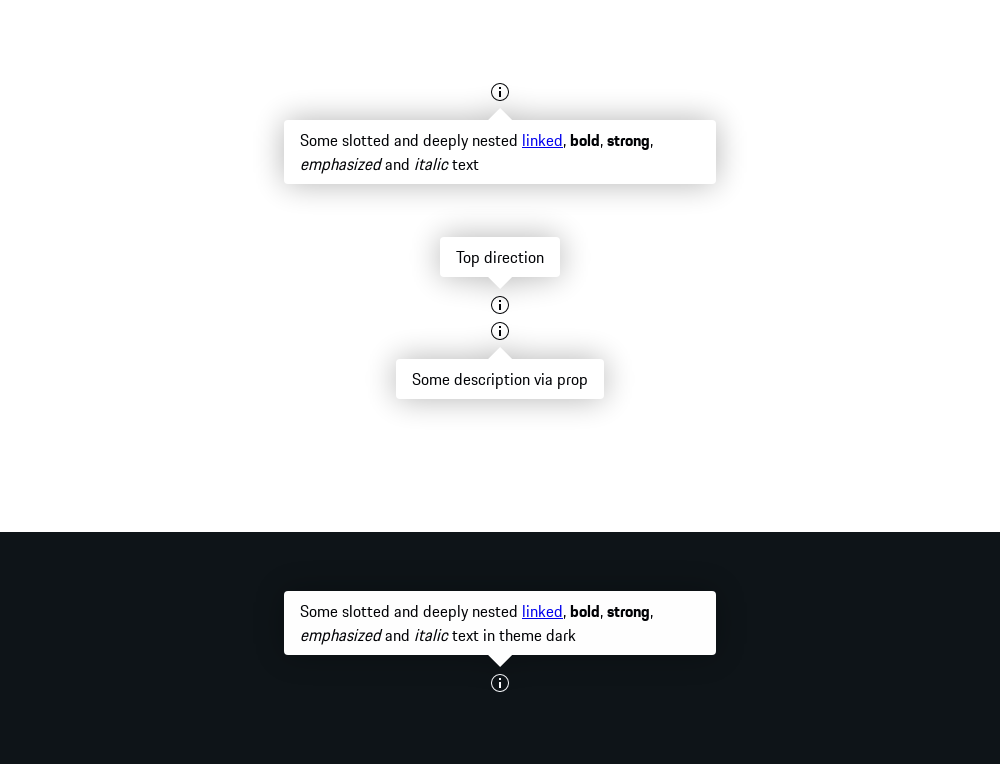 Some slotted and deeply nested linked, bold, strong,
emphasized and italic text
Top direction
Some description via prop
Some slotted and deeply nested linked, bold, strong,
emphasized and italic text in theme dark